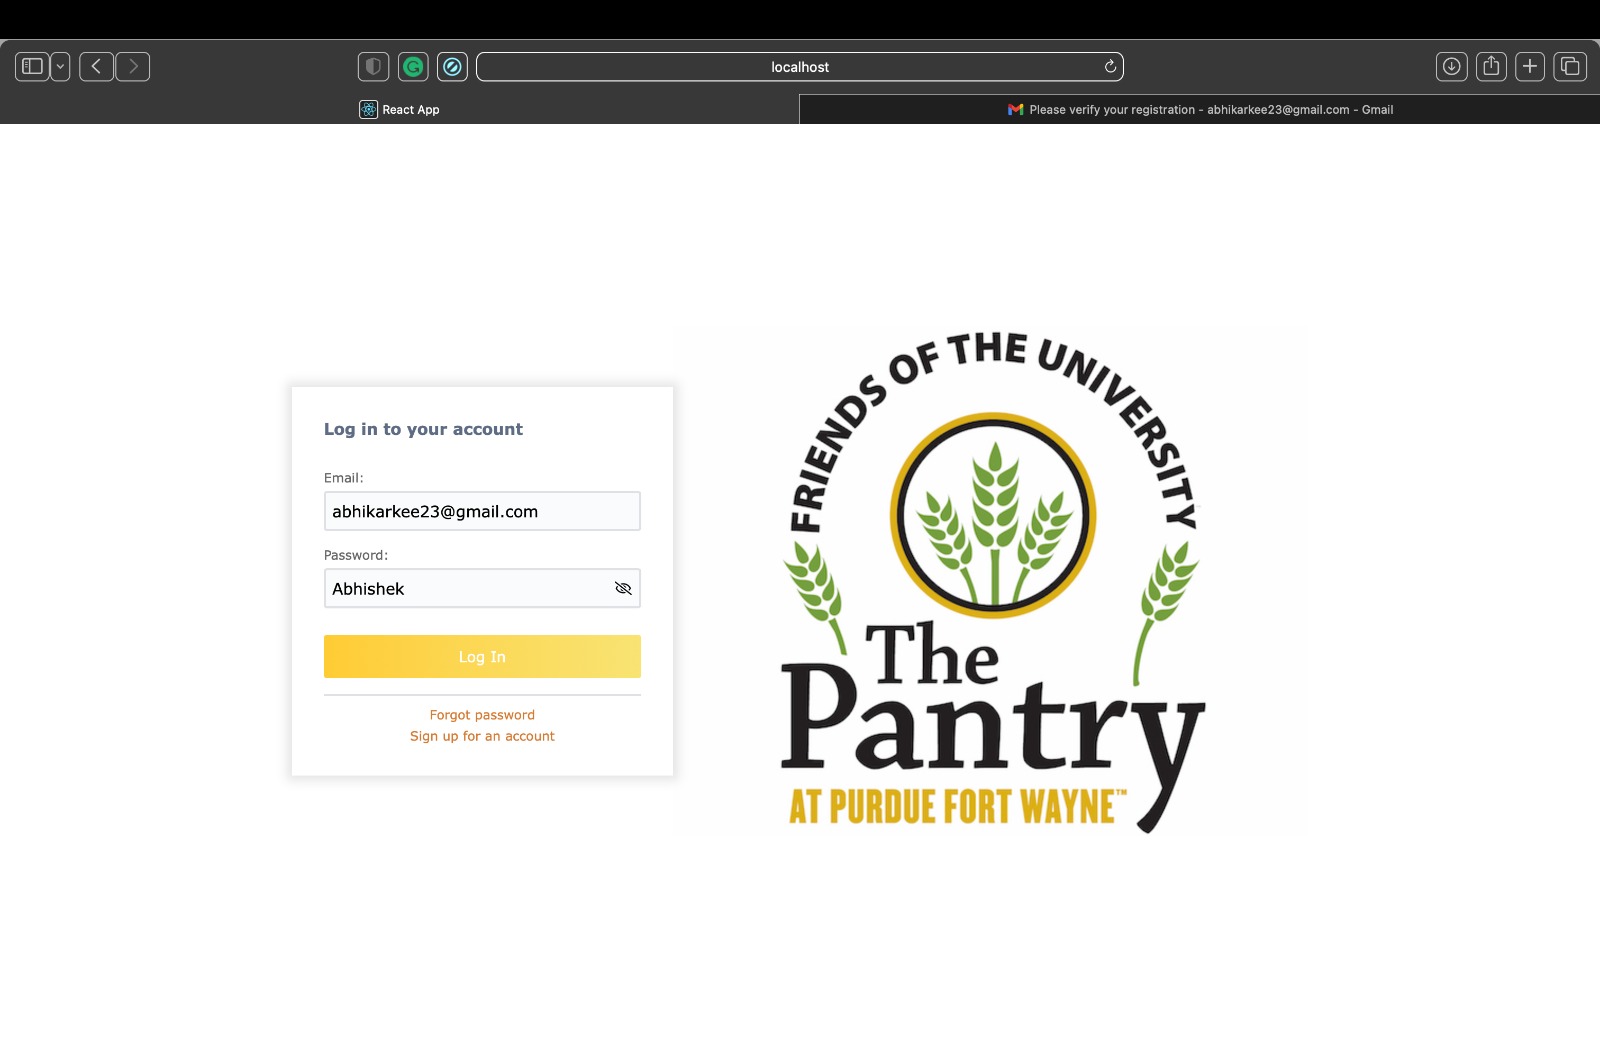 localhost
React App
Please verify your registration - abhikarkee23@gmail.com - Gmail
Log in to your account
Email:
abhikarkee23@gmail.com
Password:
Abhishek
Log In
Forgot password
Sign up for an account
FRIENDS OF THE UNIVERSITY
The
Pantry
AT PURDUE FORT WAYNE™